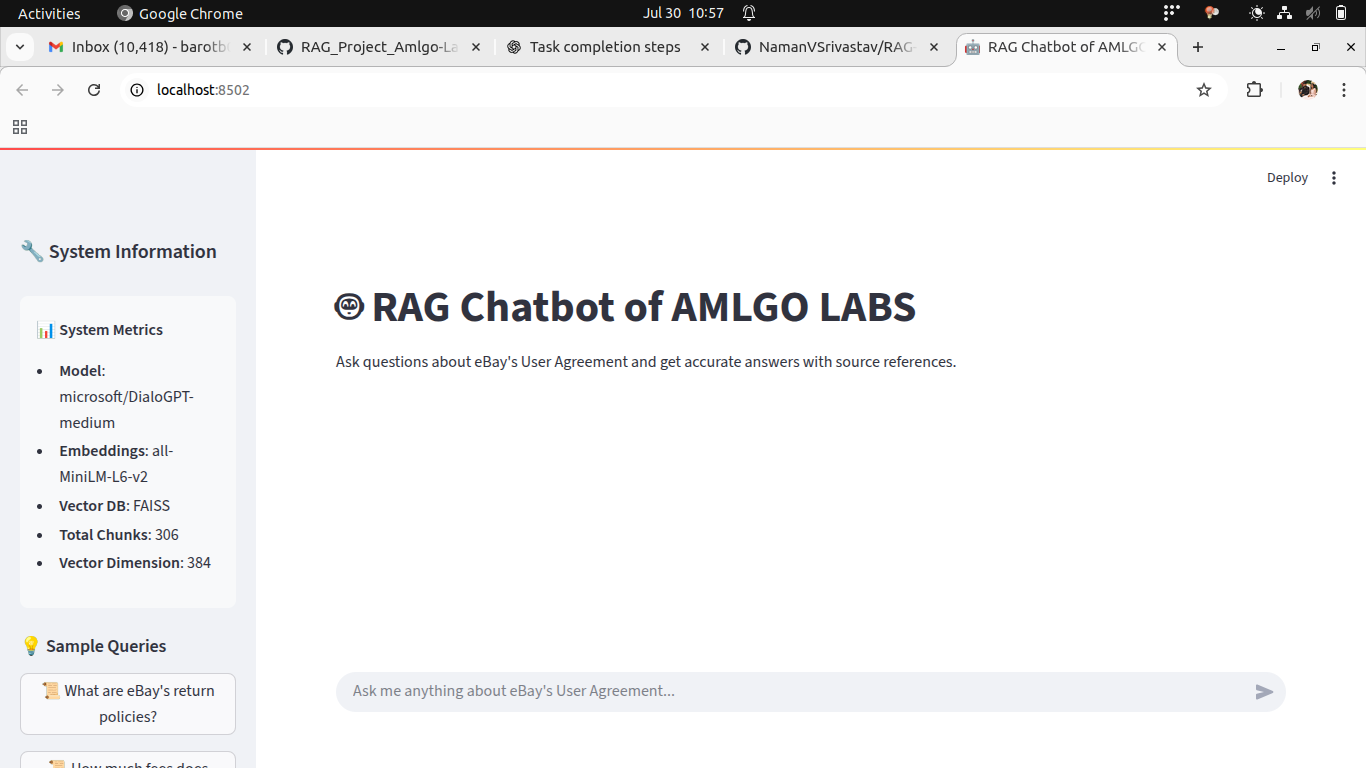 Activities
Google Chrome
Jul 30 10:57
Inbox (10,418) - barotb
RAG_Project_Amlgo-La
Task completion steps
NamanVSrivastav/RAG-
RAG Chatbot of AMLGO
localhost:8502
Deploy
System Information
System Metrics
• Model:
microsoft/DialoGPT-
medium
• Embeddings: all-
MiniLM-L6-v2
• Vector DB: FAISS
• Total Chunks: 306
• Vector Dimension: 384
Sample Queries
What are eBay's return
policies?
How much fees does
RAG Chatbot of AMLGO LABS
Ask questions about eBay's User Agreement and get accurate answers with source references.
Ask me anything about eBay's User Agreement...